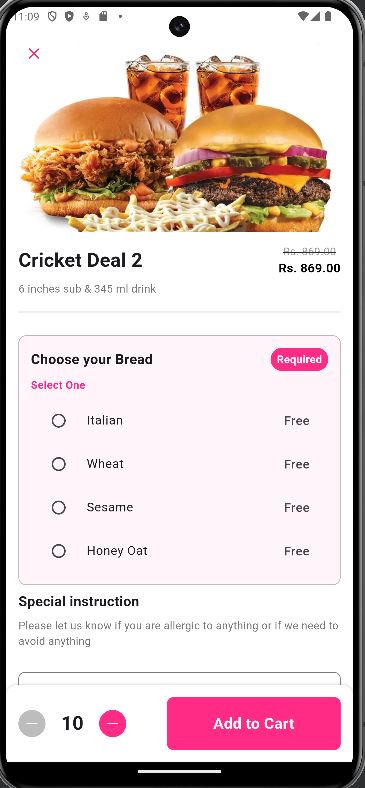 11:09
Cricket Deal 2
Rs. 869.00
Rs. 869.00
6 inches sub & 345 ml drink
Choose your Bread
Required
Select One
Italian
Free
Wheat
Free
Sesame
Free
Honey Oat
Free
Special instruction
Please let us know if you are allergic to anything or if we need to
avoid anything
10
Add to Cart